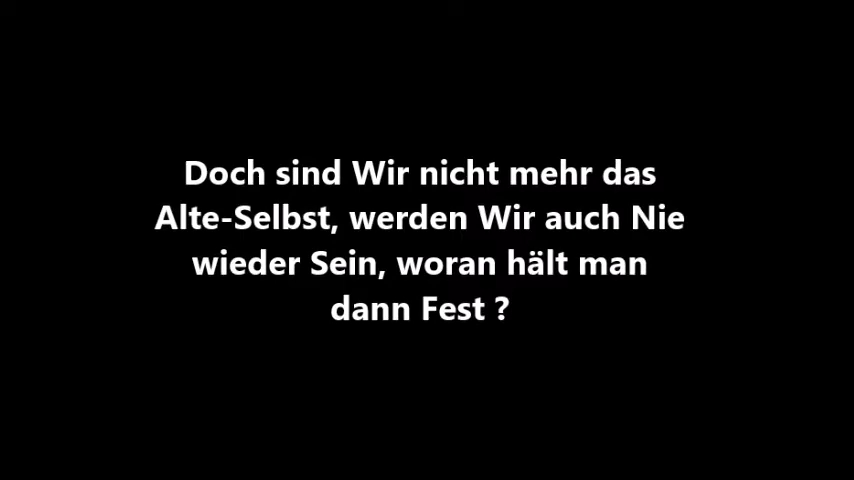 Doch sind Wir nicht mehr das
Alte-Selbst, werden Wir auch Nie
wieder Sein, woran hält man
dann Fest ?